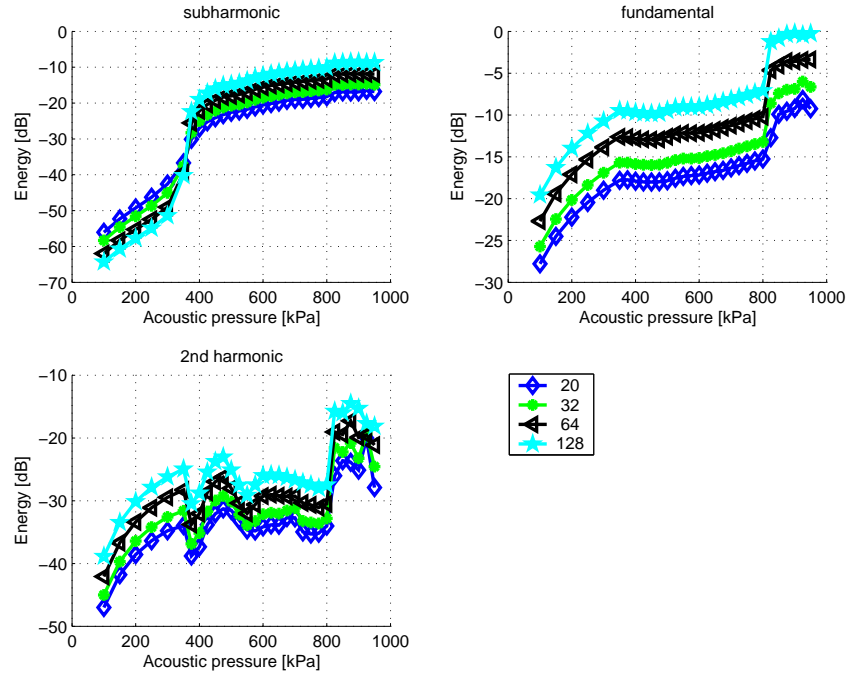 subharmonic
0
−10
−20
−30
−40
−50
−60
−70
Energy [dB]
0 200 400 600 800 1000
Acoustic pressure [kPa]
fundamental
0
−5
−10
−15
−20
−25
−30
Energy [dB]
0 200 400 600 800 1000
Acoustic pressure [kPa]
2nd harmonic
−10
−20
−30
−40
−50
Energy [dB]
0 200 400 600 800 1000
Acoustic pressure [kPa]
20
32
64
128